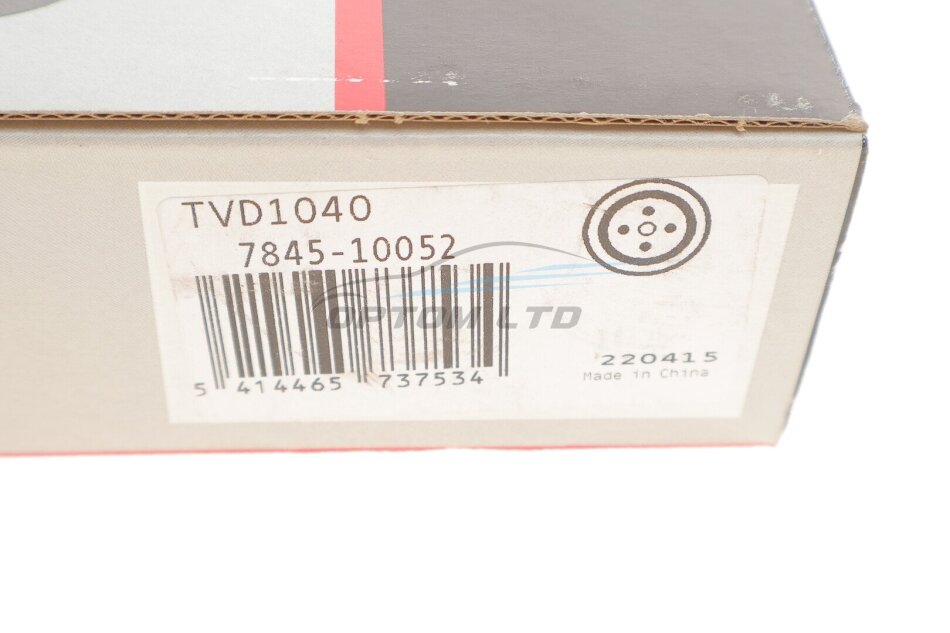 TVD1040
7845-10052
OPTOM LTD
5 414465 737534
220415
Made in China